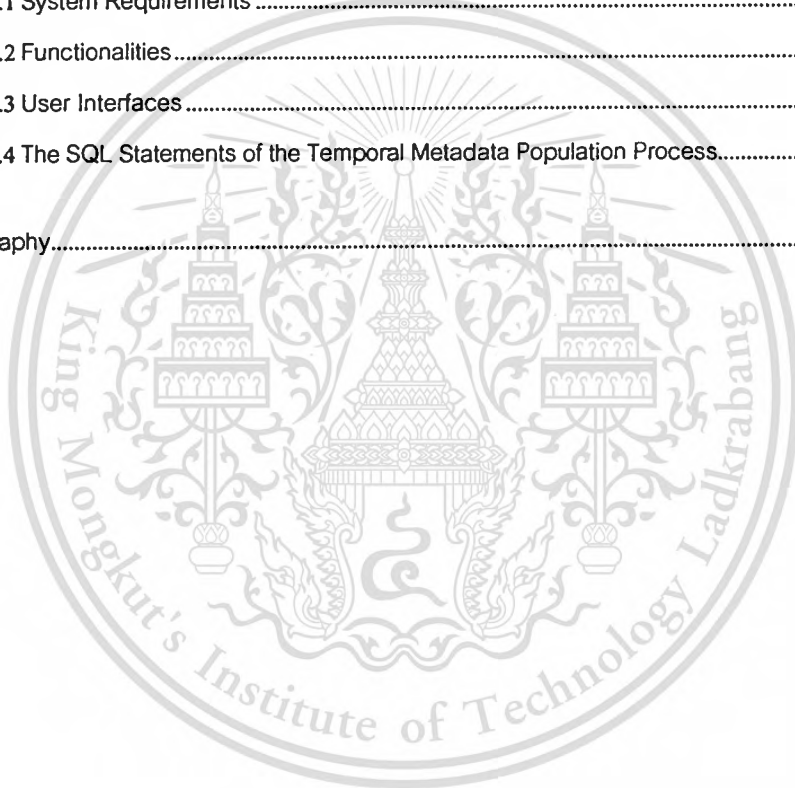 .1 System Requirements
.2 Functionalities
.3 User Interfaces
.4 The SQL Statements of the Temporal Metadata Population Process
aphy
King Mongkut's Institute of Technology Ladkrabang